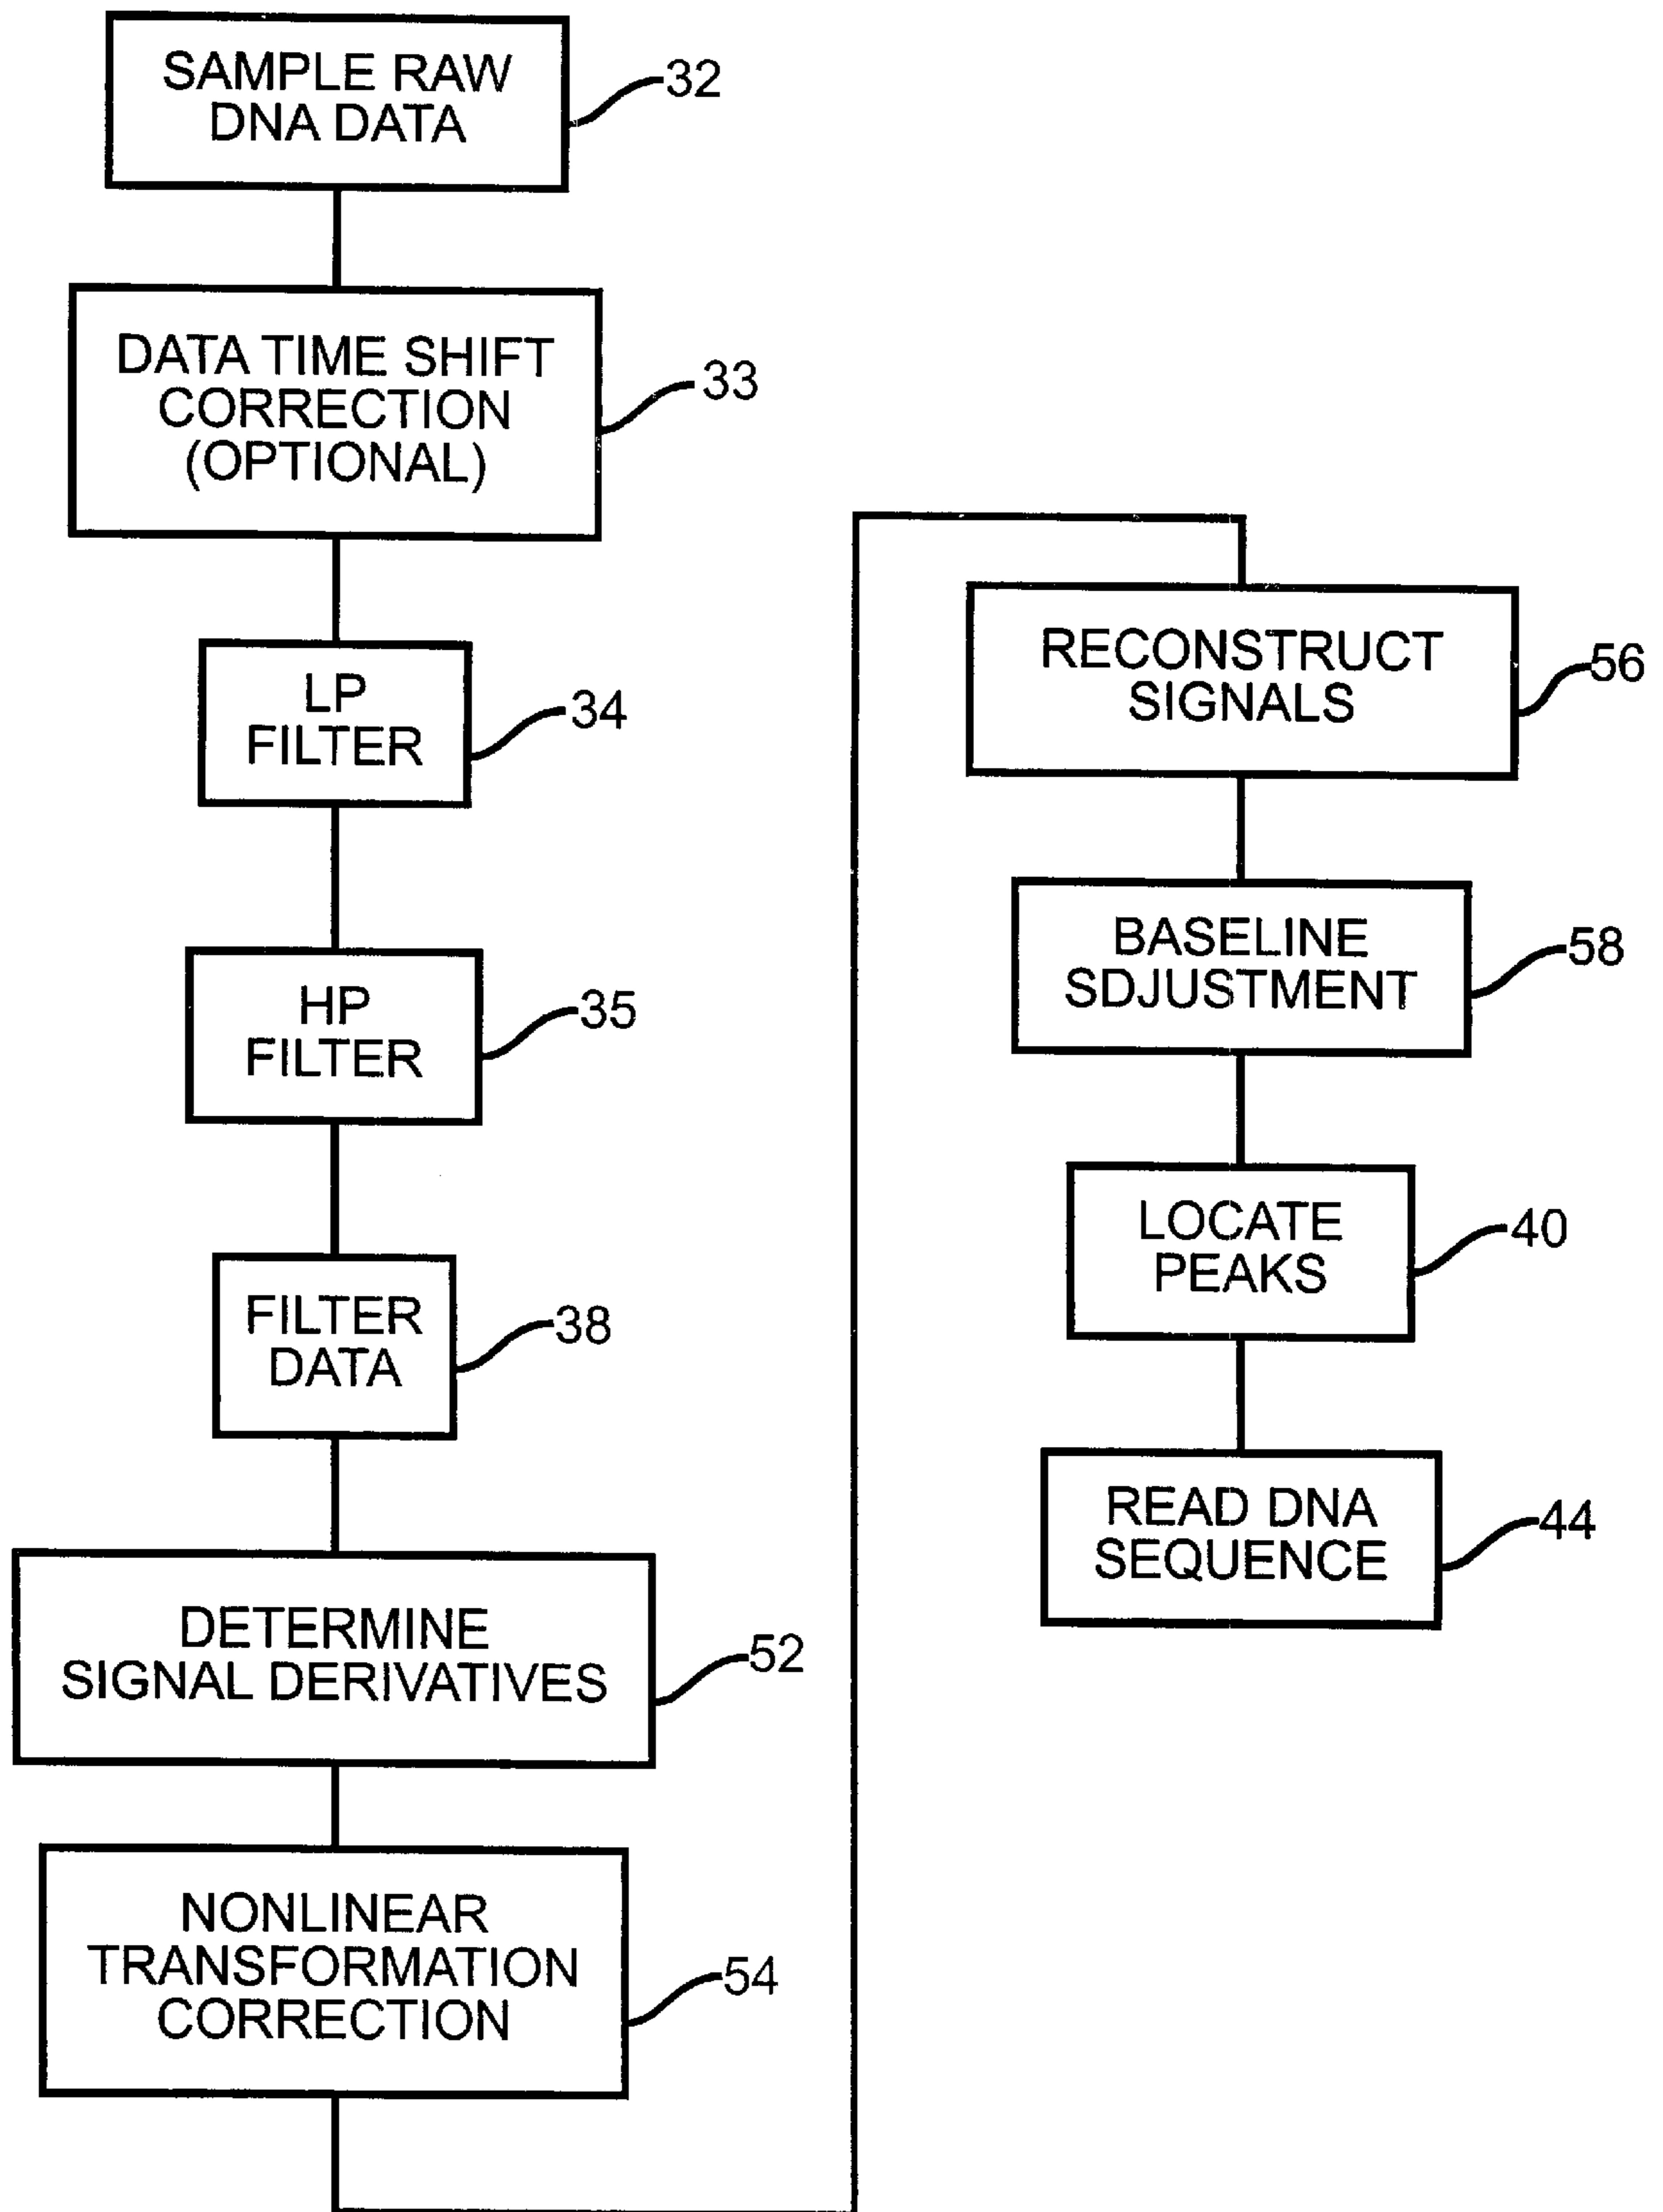 SAMPLE RAW
DNA DATA
32
DATA TIME SHIFT
CORRECTION
(OPTIONAL)
33
LP
FILTER
34
HP
FILTER
35
FILTER
DATA
38
DETERMINE
SIGNAL DERIVATIVES
52
NONLINEAR
TRANSFORMATION
CORRECTION
54
RECONSTRUCT
SIGNALS
56
BASELINE
SDJUSTMENT
58
LOCATE
PEAKS
40
READ DNA
SEQUENCE
44